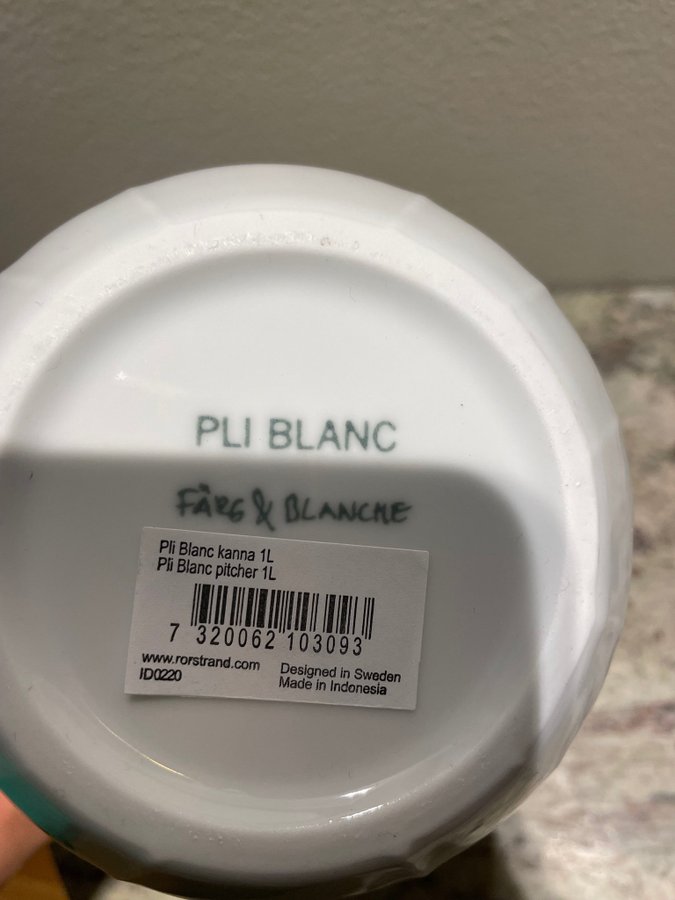 PLI BLANC
FÄRG & BLANCHE
Pli Blanc kanna 1L
Pli Blanc pitcher 1L
7 320062 103093
www.rorstrand.com
ID0220
Designed in Sweden
Made in Indonesia